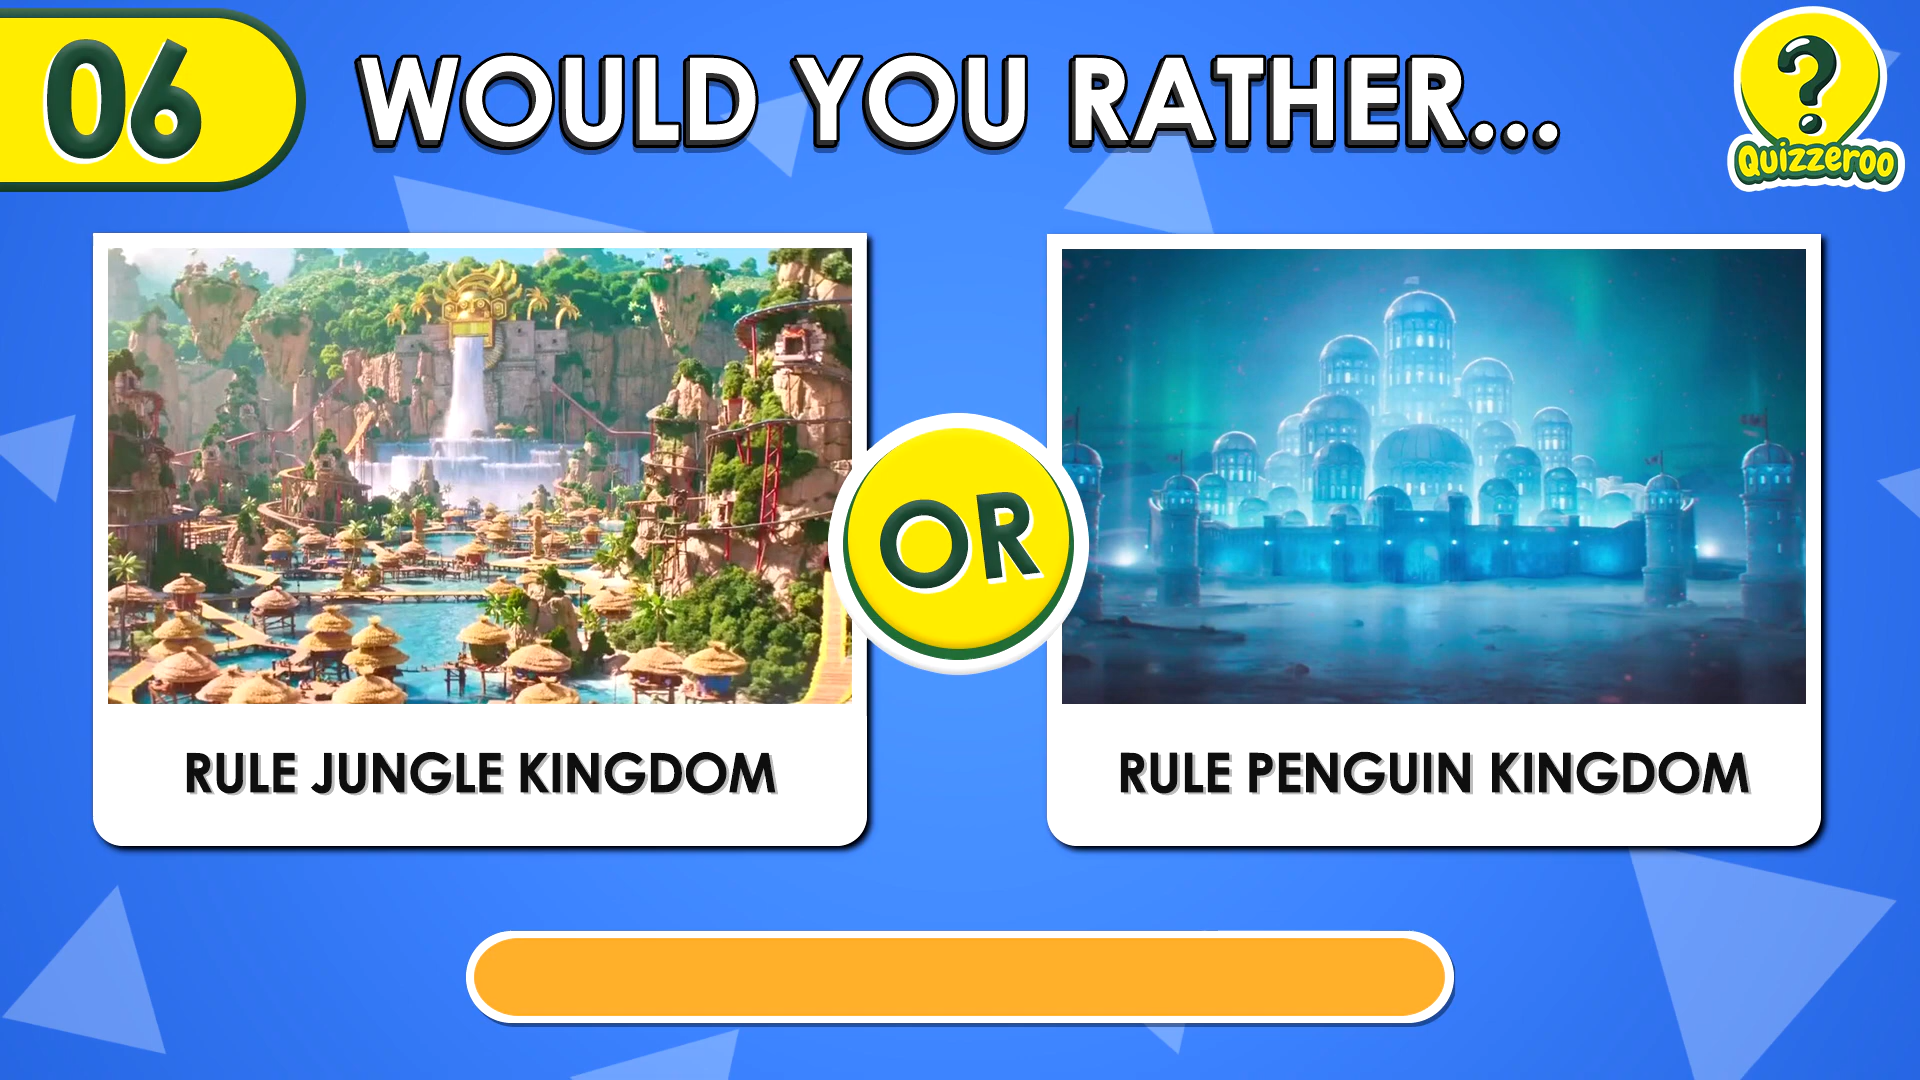 06
WOULD YOU RATHER...
?
Quizzeroo
OR
RULE JUNGLE KINGDOM
RULE PENGUIN KINGDOM